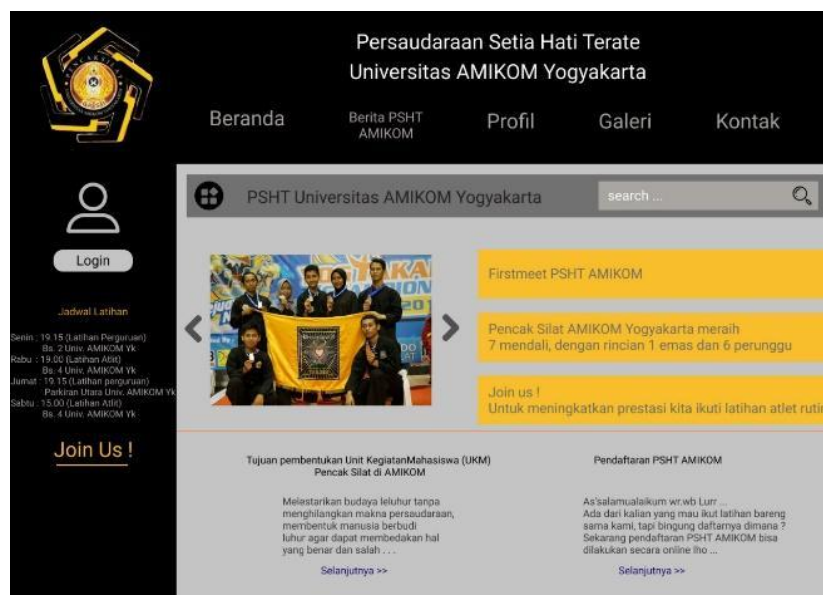 Persaudaraan Setia Hati Terate
Universitas AMIKOM Yogyakarta
Beranda
Berita PSHT
AMIKOM
Profil
Galeri
Kontak
PENCAK SILAT
Login
Jadwal Latihan
Senin : 19.15 (Latihan Perguruan)
Bs. 2 Univ. AMIKOM Yk
Rabu : 19.00 (Latihan Atlit)
Bs. 4 Univ. AMIKOM Yk
Jumat : 19.15 (Latihan perguruan)
Parkiran Utara Univ. AMIKOM Yk
Sabtu : 15.00 (Latihan Atlit)
Bs. 4 Univ. AMIKOM Yk
Join Us !
PSHT Universitas AMIKOM Yogyakarta
search ...
Firstmeet PSHT AMIKOM
Pencak Silat AMIKOM Yogyakarta meraih
7 mendali, dengan rincian 1 emas dan 6 perunggu
Join us !
Untuk meningkatkan prestasi kita ikuti latihan atlet rutin
Tujuan pembentukan Unit KegiatanMahasiswa (UKM)
Pencak Silat di AMIKOM
Melestarikan budaya leluhur tanpa
menghilangkan makna persaudaraan,
membentuk manusia berbudi
luhur agar dapat membedakan hal
yang benar dan salah . . .
Selanjutnya >>
Pendaftaran PSHT AMIKOM
As'salamualaikum wr.wb Lurr ...
Ada dari kalian yang mau ikut latihan bareng
sama kami, tapi bingung daftarnya dimana ?
Sekarang pendaftaran PSHT AMIKOM bisa
dilakukan secara online lho ...
Selanjutnya >>